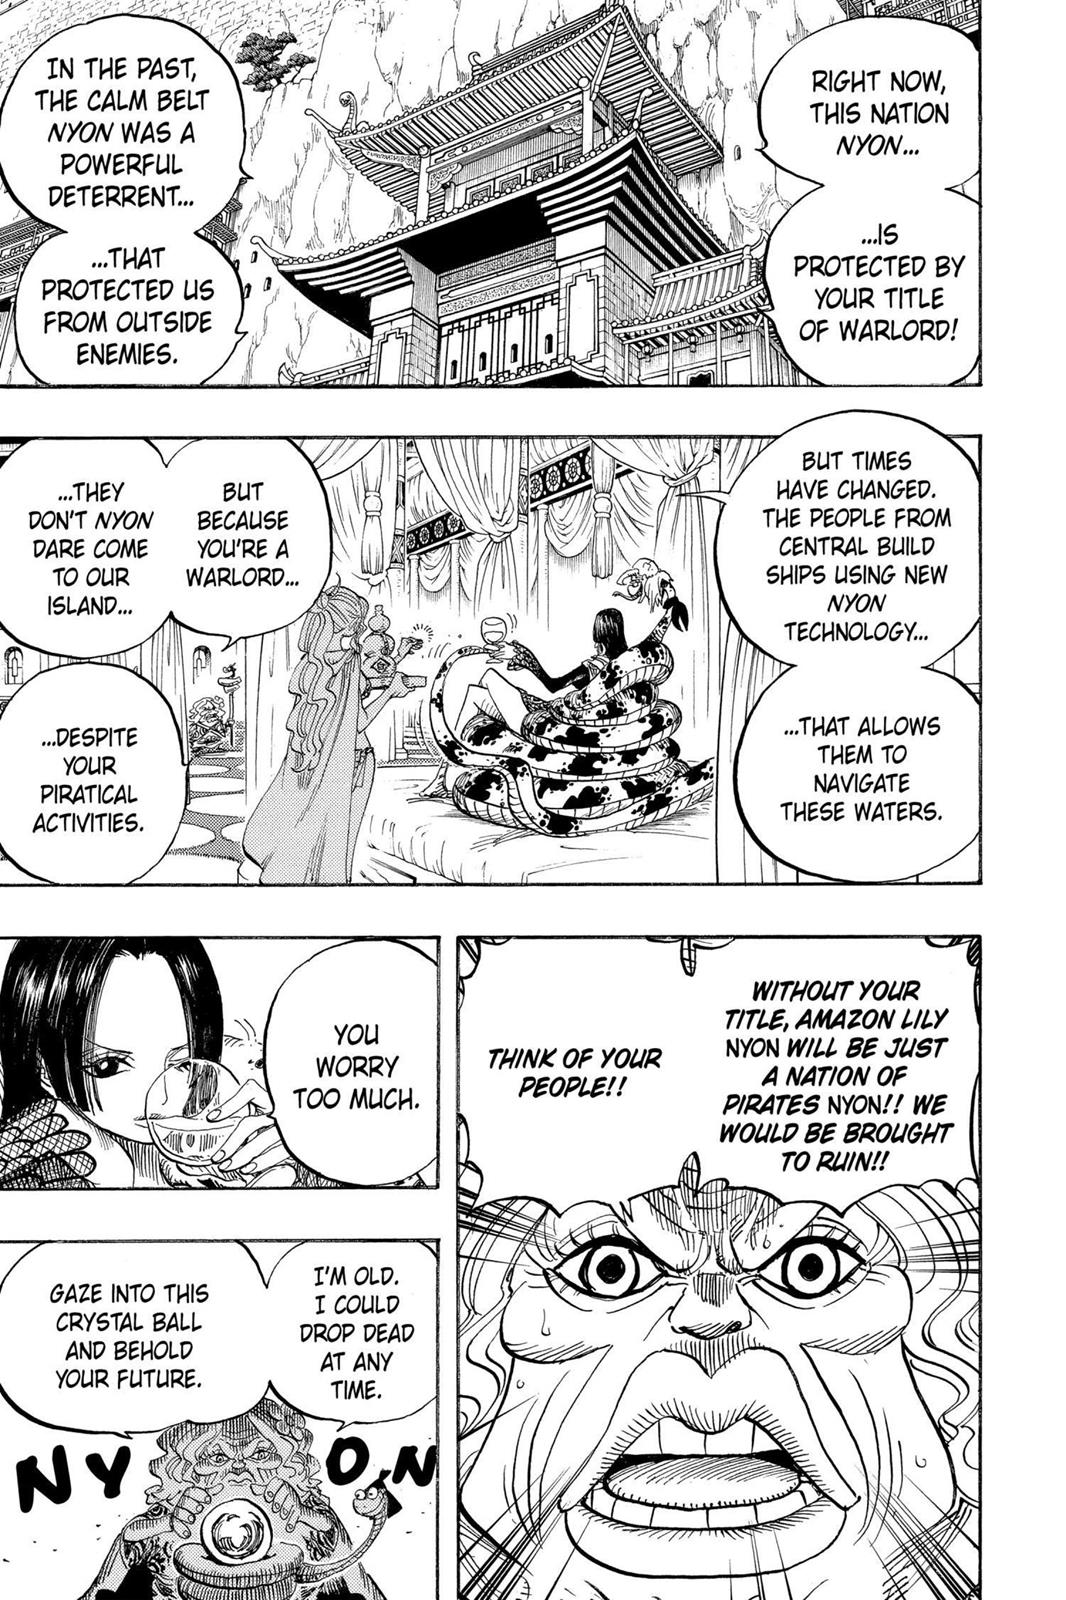 RIGHT NOW,
THIS NATION
NYON...
...IS
PROTECTED BY
YOUR TITLE
OF WARLORD!
IN THE PAST,
THE CALM BELT
NYON WAS A
POWERFUL
DETERRENT...
...THAT
PROTECTED US
FROM OUTSIDE
ENEMIES.
BUT TIMES
HAVE CHANGED.
THE PEOPLE FROM
CENTRAL BUILD
SHIPS USING NEW
NYON
TECHNOLOGY...
...THAT ALLOWS
THEM TO
NAVIGATE
THESE WATERS.
BUT
BECAUSE
YOU'RE A
WARLORD...
...THEY
DON'T NYON
DARE COME
TO OUR
ISLAND...
...DESPITE
YOUR
PIRATICAL
ACTIVITIES.
WITHOUT YOUR
TITLE, AMAZON LILY
NYON WILL BE JUST
A NATION OF
PIRATES NYON!! WE
WOULD BE BROUGHT
TO RUIN!!
THINK OF YOUR
PEOPLE!!
YOU
WORRY
TOO MUCH.
I'M OLD.
I COULD
DROP DEAD
AT ANY
TIME.
GAZE INTO THIS
CRYSTAL BALL
AND BEHOLD
YOUR FUTURE.
NYON